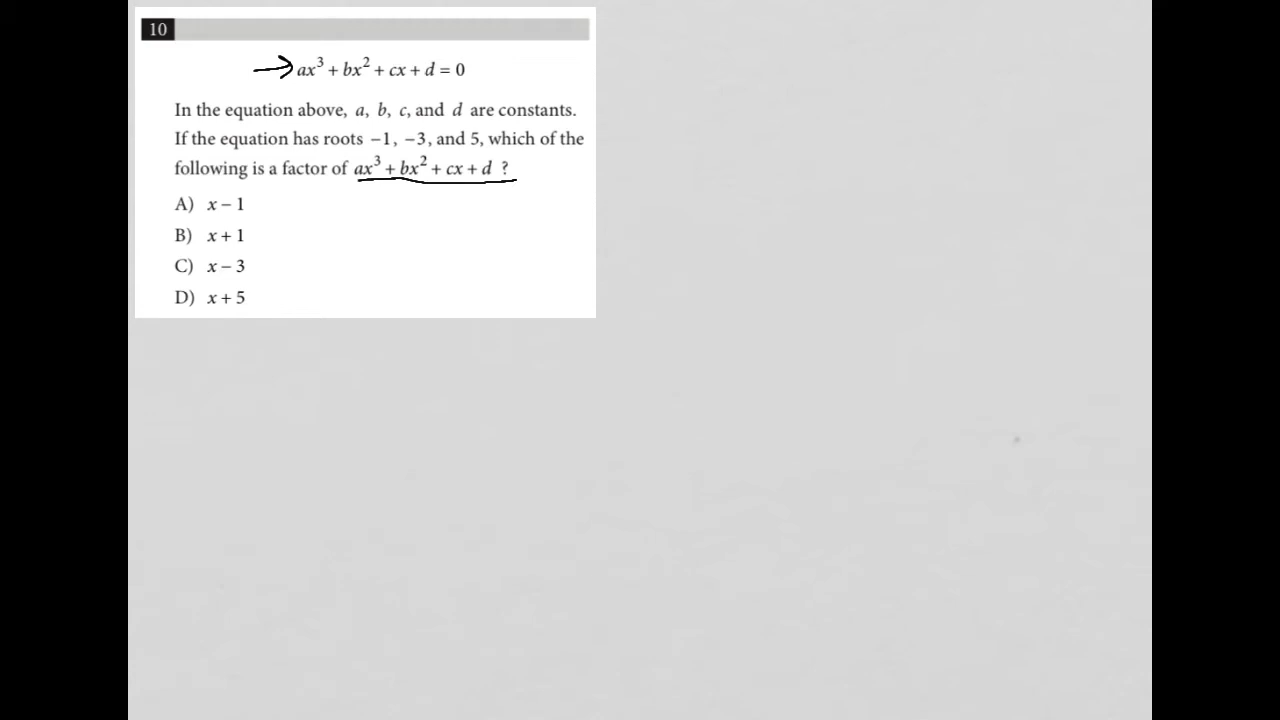 10
ax³ + bx² + cx + d = 0
In the equation above, a, b, c, and d are constants.
If the equation has roots −1, −3, and 5, which of the
following is a factor of ax³ + bx² + cx + d ?
A) x − 1
B) x + 1
C) x − 3
D) x + 5